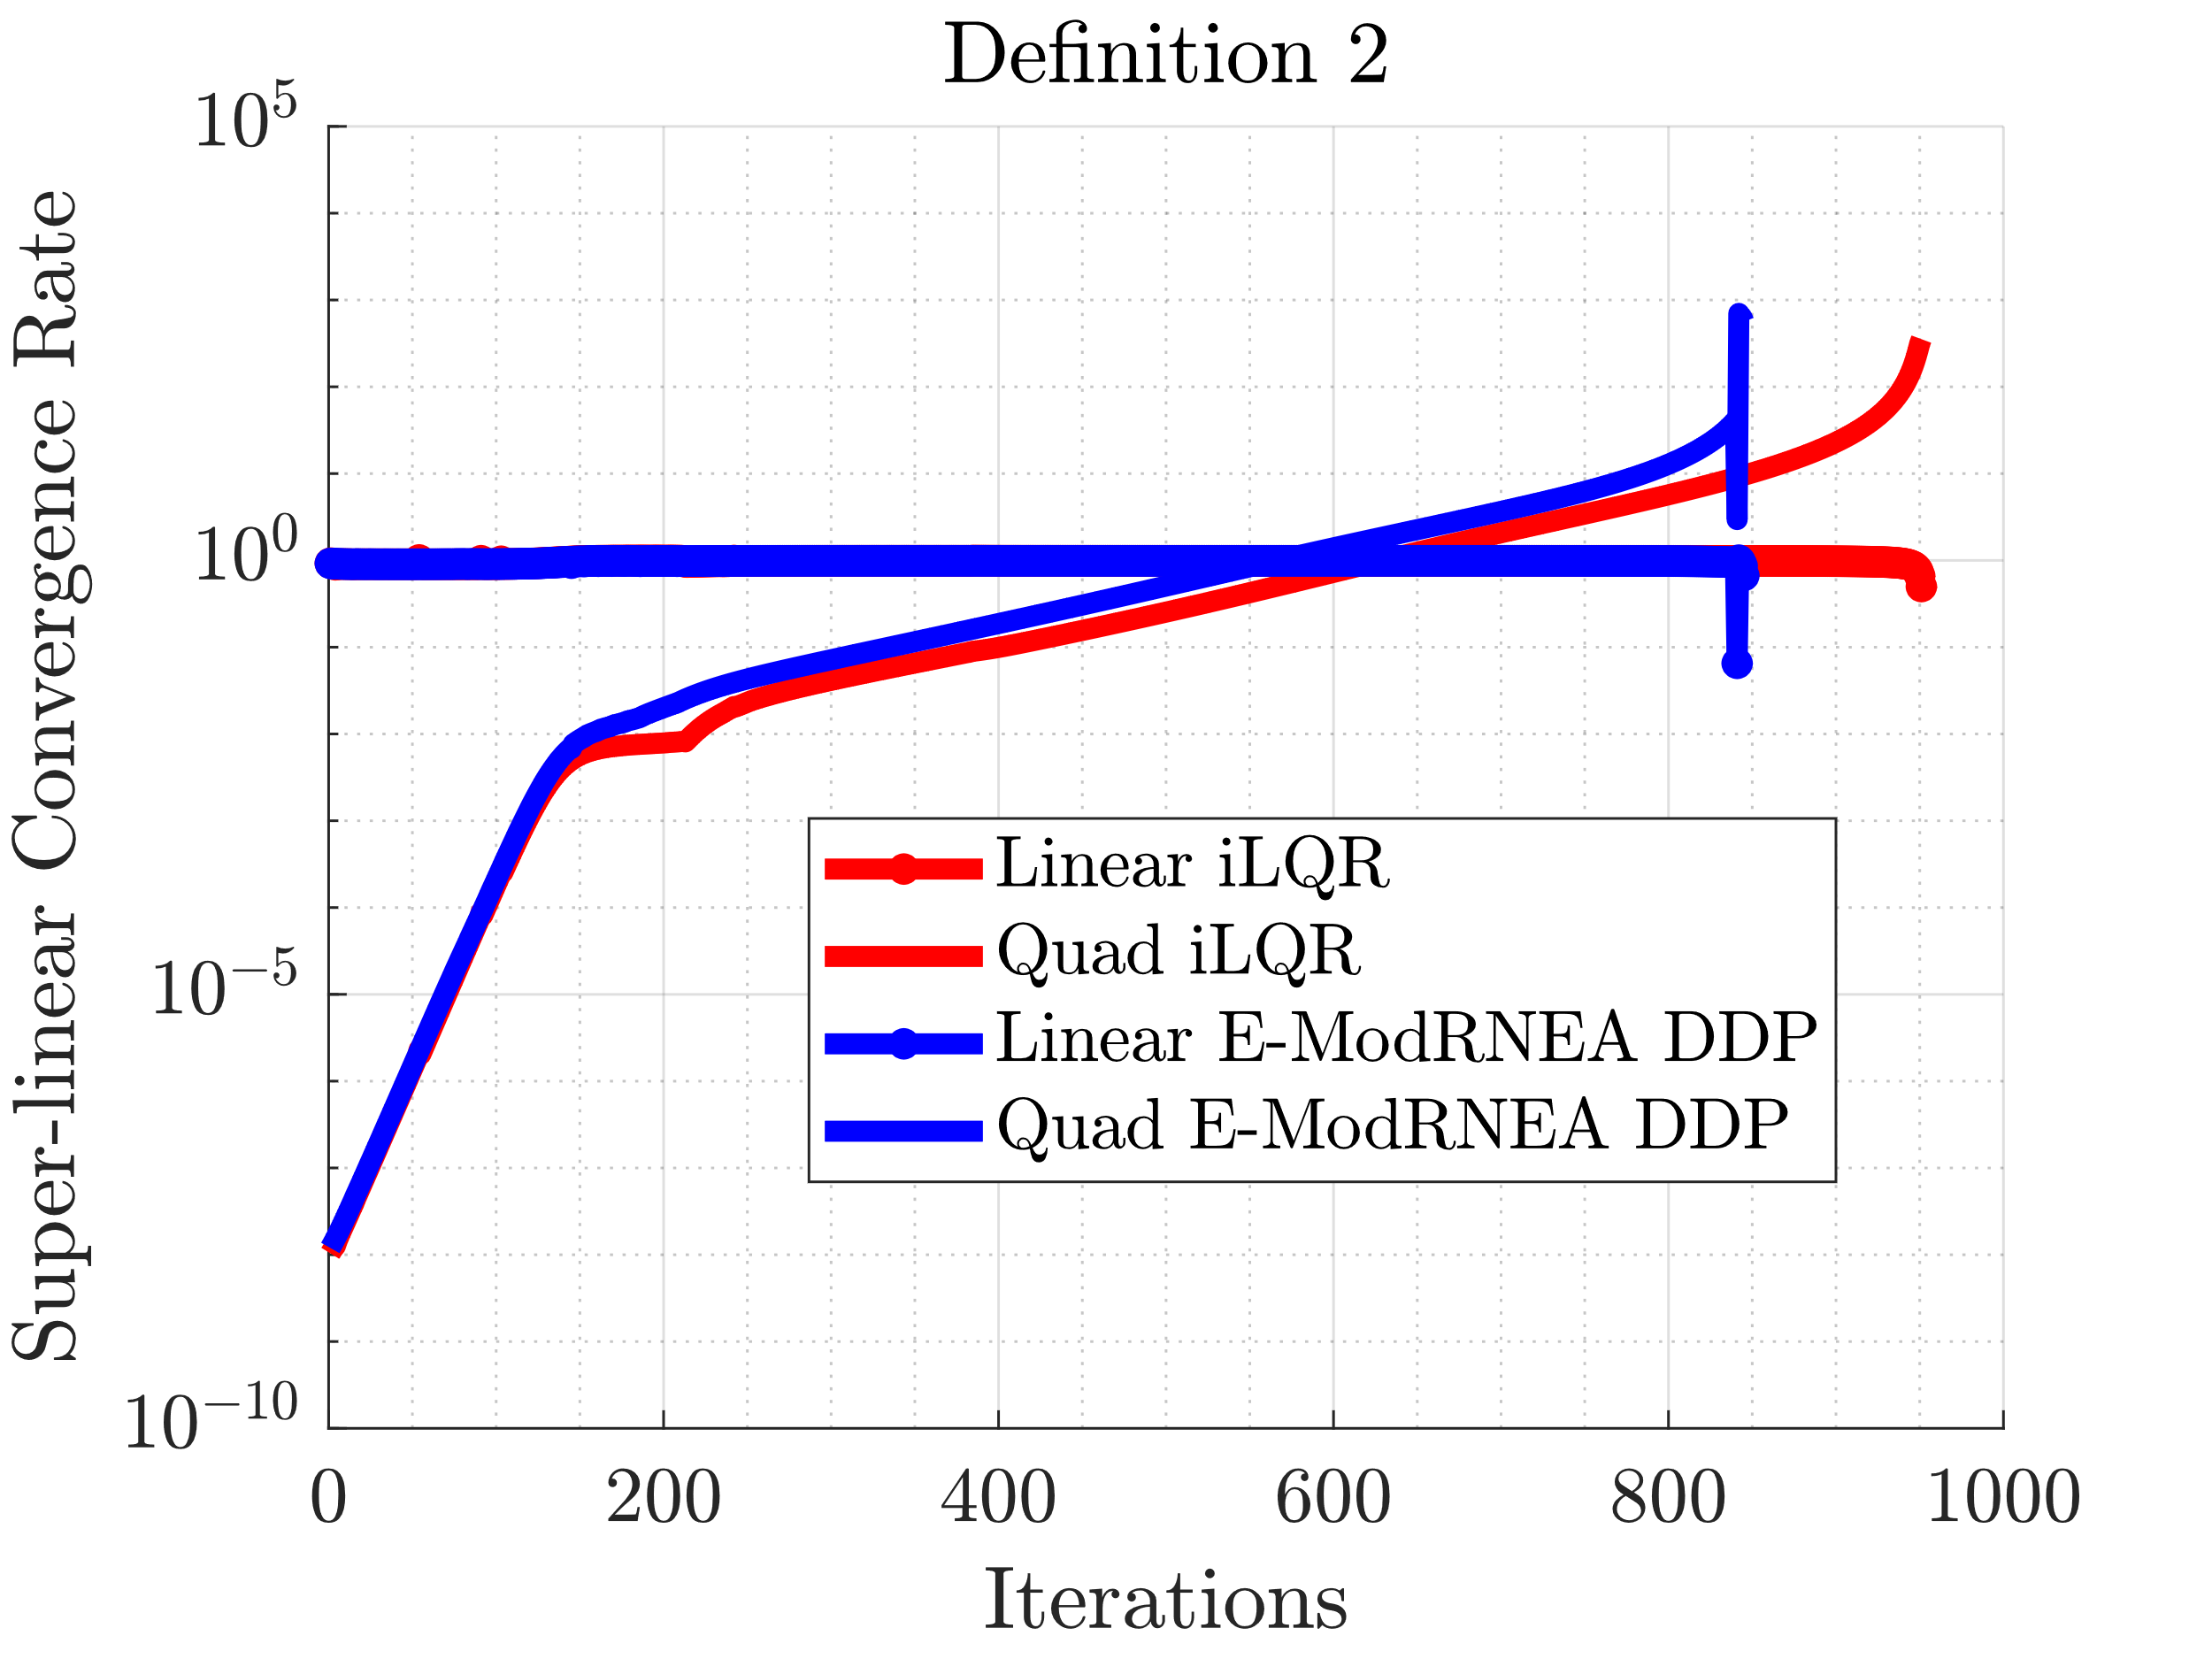 Definition 2
Super-linear Convergence Rate
10^5
10^0
10^−5
10^−10
Linear iLQR
Quad iLQR
Linear E-ModRNEA DDP
Quad E-ModRNEA DDP
0 200 400 600 800 1000
Iterations